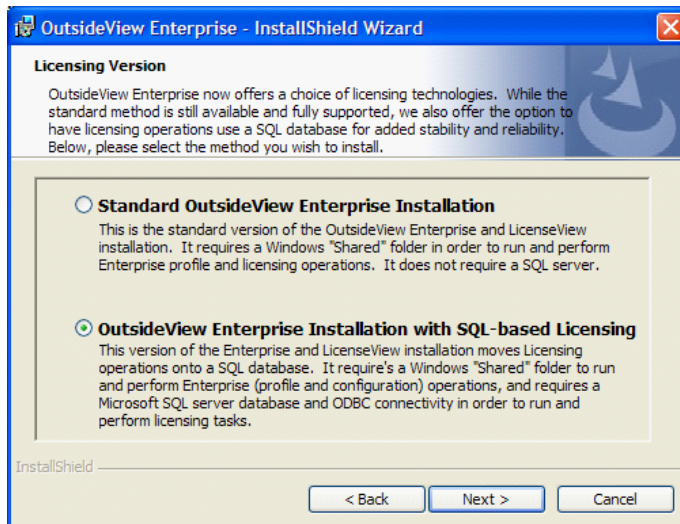 OutsideView Enterprise - InstallShield Wizard
Licensing Version
OutsideView Enterprise now offers a choice of licensing technologies. While the
standard method is still available and fully supported, we also offer the option to
have licensing operations use a SQL database for added stability and reliability.
Below, please select the method you wish to install.
Standard OutsideView Enterprise Installation
This is the standard version of the OutsideView Enterprise and LicenseView
installation. It requires a Windows "Shared" folder in order to run and perform
Enterprise profile and licensing operations. It does not require a SQL server.
OutsideView Enterprise Installation with SQL-based Licensing
This version of the Enterprise and LicenseView installation moves Licensing
operations onto a SQL database. It require's a Windows "Shared" folder to run
and perform Enterprise (profile and configuration) operations, and requires a
Microsoft SQL server database and ODBC connectivity in order to run and
perform licensing tasks.
InstallShield
< Back Next > Cancel